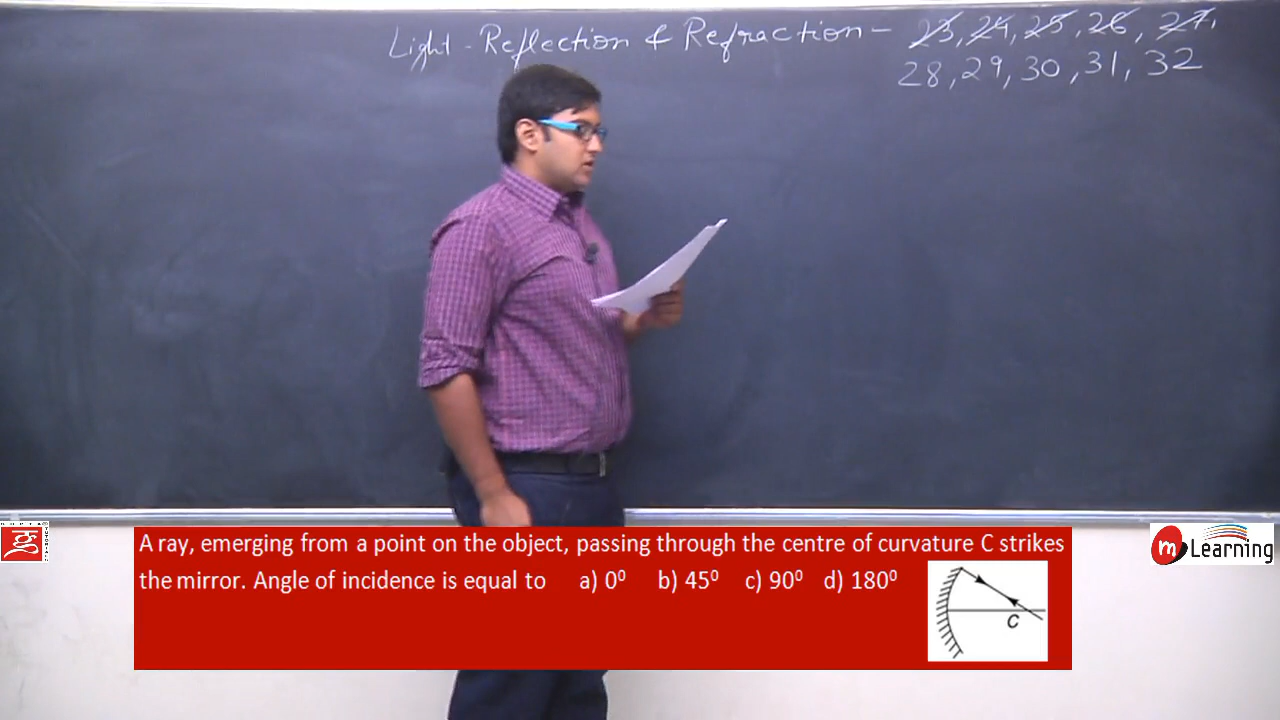 Light - Reflection & Refraction - 23, 24, 25, 26, 27,
28, 29, 30, 31, 32
A ray, emerging from a point on the object, passing through the centre of curvature C strikes
the mirror. Angle of incidence is equal to a) 0⁰ b) 45⁰ c) 90⁰ d) 180⁰
C
m Learning